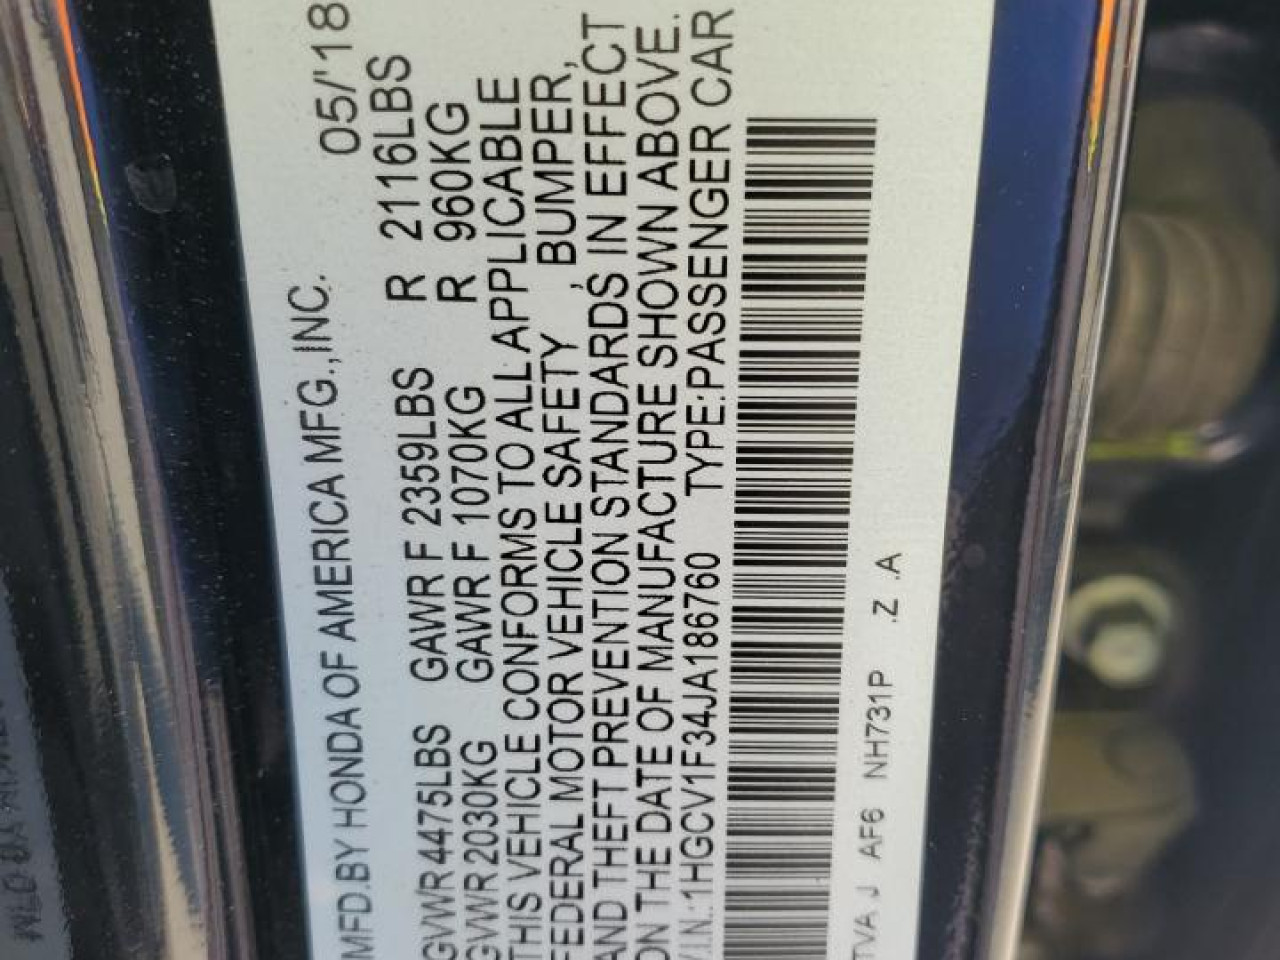 MFD.BY HONDA OF AMERICA MFG.,INC. 05/'18
GVWR 4475LBS GAWR F 2359LBS R 2116LBS
GVWR 2030KG GAWR F 1070KG R 960KG
THIS VEHICLE CONFORMS TO ALL APPLICABLE
FEDERAL MOTOR VEHICLE SAFETY , BUMPER,
AND THEFT PREVENTION STANDARDS IN EFFECT
ON THE DATE OF MANUFACTURE SHOWN ABOVE.
V.I.N.:1HGCV1F34JA186760 TYPE:PASSENGER CAR
TVA J AF6 NH731P .Z .A